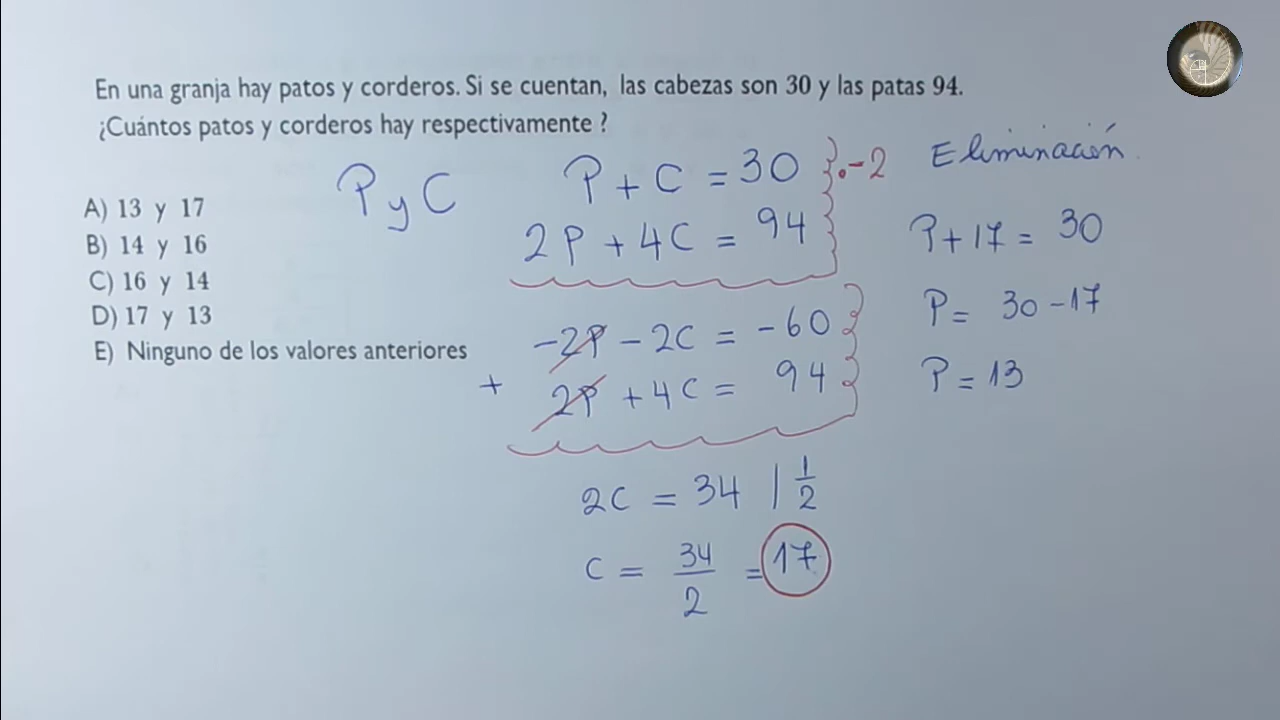 En una granja hay patos y corderos. Si se cuentan, las cabezas son 30 y las patas 94.
¿Cuántos patos y corderos hay respectivamente ?
A) 13 y 17
B) 14 y 16
C) 16 y 14
D) 17 y 13
E) Ninguno de los valores anteriores
P y C
P + C = 30 } · -2
2P + 4C = 94
-2P - 2C = -60
+ 2P + 4C = 94
2C = 34 | 1/2
C = 34/2 = 17
Eliminación
P + 17 = 30
P = 30 - 17
P = 13